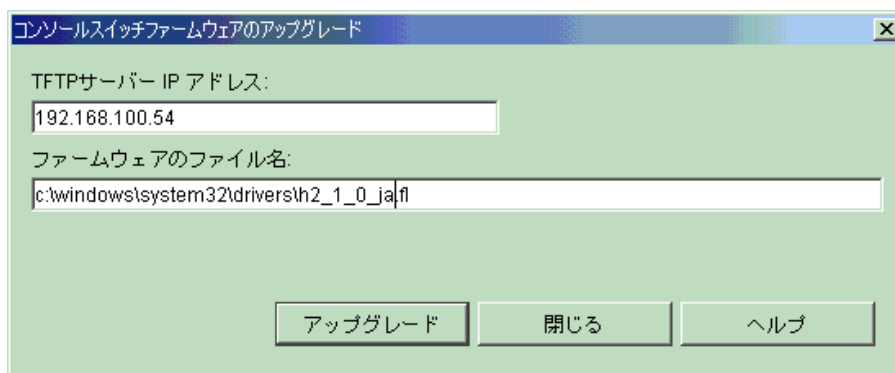 コンソールスイッチファームウェアのアップグレード
TFTPサーバー IP アドレス:
192.168.100.54
ファームウェアのファイル名:
c:\windows\system32\drivers\h2_1_0_ja.fl
アップグレード 閉じる ヘルプ